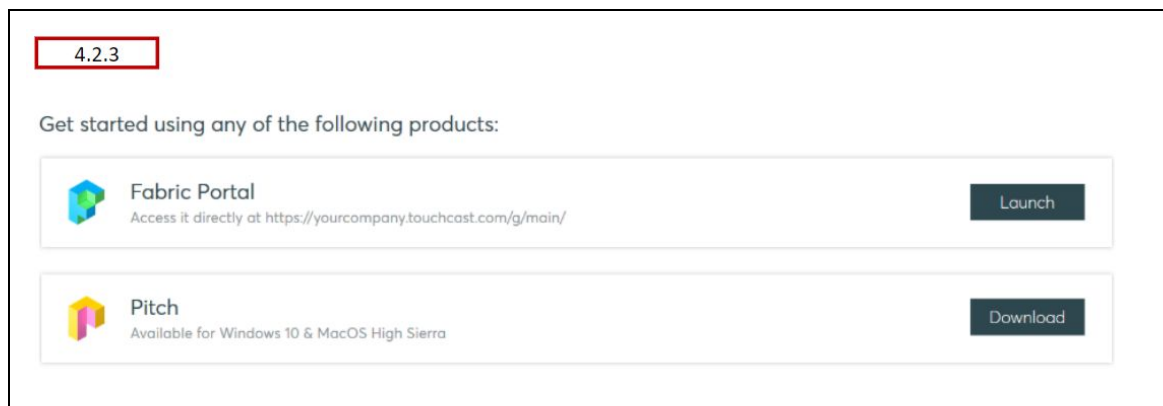 4.2.3
Get started using any of the following products:
Fabric Portal
Access it directly at https://yourcompany.touchcast.com/g/main/
Launch
Pitch
Available for Windows 10 & MacOS High Sierra
Download